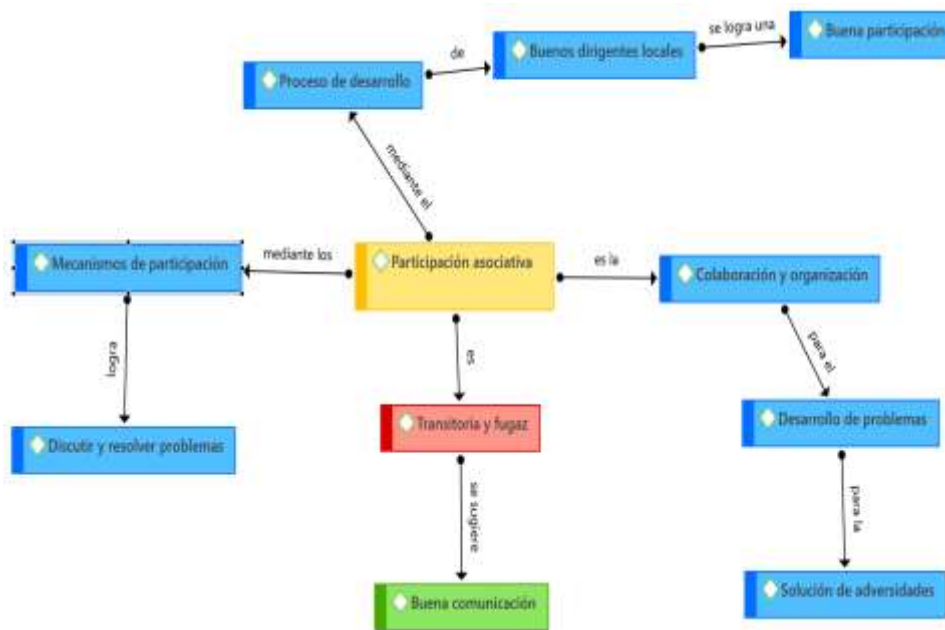 se logra una
Buena participación
de
Buenos dirigentes locales
Proceso de desarrollo
mediante el
Mecanismos de participación
mediante los
Participación asociativa
es la
Colaboración y organización
logra
es
para el
Discutir y resolver problemas
Transitoria y fugaz
Desarrollo de problemas
se sugiere
para la
Buena comunicación
Solución de adversidades